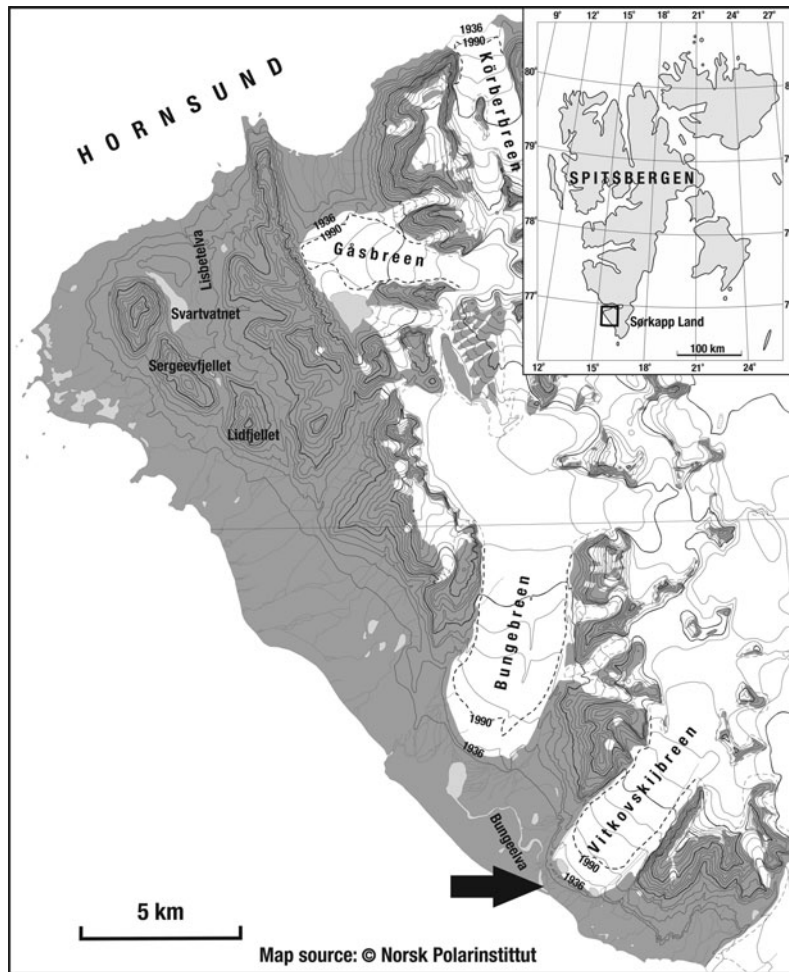 HORNSUND
1936
1990
Körberbreen
1936
1990
Gåsbreen
Lisbetelva
Svartvatnet
Sergeevfjellet
Lidfjellet
Bungebreen
1990
1936
Vitkovskijbreen
1990
1936
Bungeelva
5 km
Map source: © Norsk Polarinstittut
9° 12° 15° 18° 21° 24° 27°
80°
79°
78°
77°
SPITSBERGEN
Sørkapp Land
100 km
12° 15° 18° 21° 24°